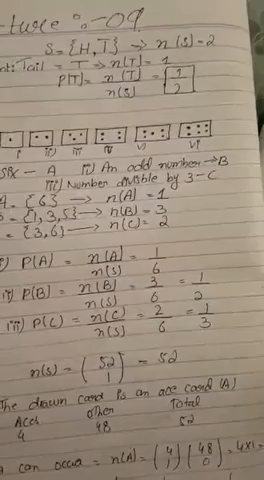 cture :- 09
S = {H, T} → n(S) = 2
Tail = T → n(T) = 1
P(T) = n(T) / n(S) = 1/2
i ii iii iv v vi
Six - A ii) An odd number → B
iii) Number divisible by 3 - C
A = {6} → n(A) = 1
= {1, 3, 5} → n(B) = 3
= {3, 6} → n(C) = 2
i) P(A) = n(A) / n(S) = 1/6
ii) P(B) = n(B) / n(S) = 3/6 = 1/2
iii) P(C) = n(C) / n(S) = 2/6 = 1/3
n(S) = (52 1) = 52
The drawn card is an ace card (A)
Aces Other Total
4 48 52
A can occur = n(A) = (4 1) (48 0) = 4×1 =